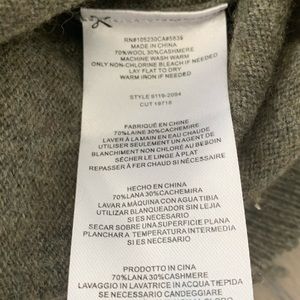 RN#105230CA#5839
MADE IN CHINA
70%WOOL 30%CASHMERE
MACHINE WASH WARM
ONLY NON-CHLORINE BLEACH IF NEEDED
LAY FLAT TO DRY
WARM IRON IF NEEDED
STYLE 6119-2094
CUT 19718
FABRIQUÉ EN CHINE
70%LAINE 30%CACHEMIRE
LAVER À LA MAIN EN EAU CHAUDE
UTILISER SEULEMENT UN AGENT DE
BLANCHIMENT NON CHLORÉ AU BESOIN
SÉCHER LE LINGE À PLAT
REPASSER À FER CHAUD SI NÉCESSAIRE
HECHO EN CHINO
70%LANA 30%CACHEMIRA
LAVAR A MÁQUINA CON AGUA TIBIA
UTILIZAR BLANQUEADOR SIN LEJIA
SI ES NECESARIO
SECAR SOBRE UNA SUPERFICIE PLANA
PLANCHAR A TEMPERATURA INTERMEDIA
SI ES NECESARIO
PRODOTTO IN CINA
70%LANA 30%CASHMERE
LAVAGGIO IN LAVATRICE IN ACQUA TIEPIDA
SE NECESSARIO CANDEGGIARE